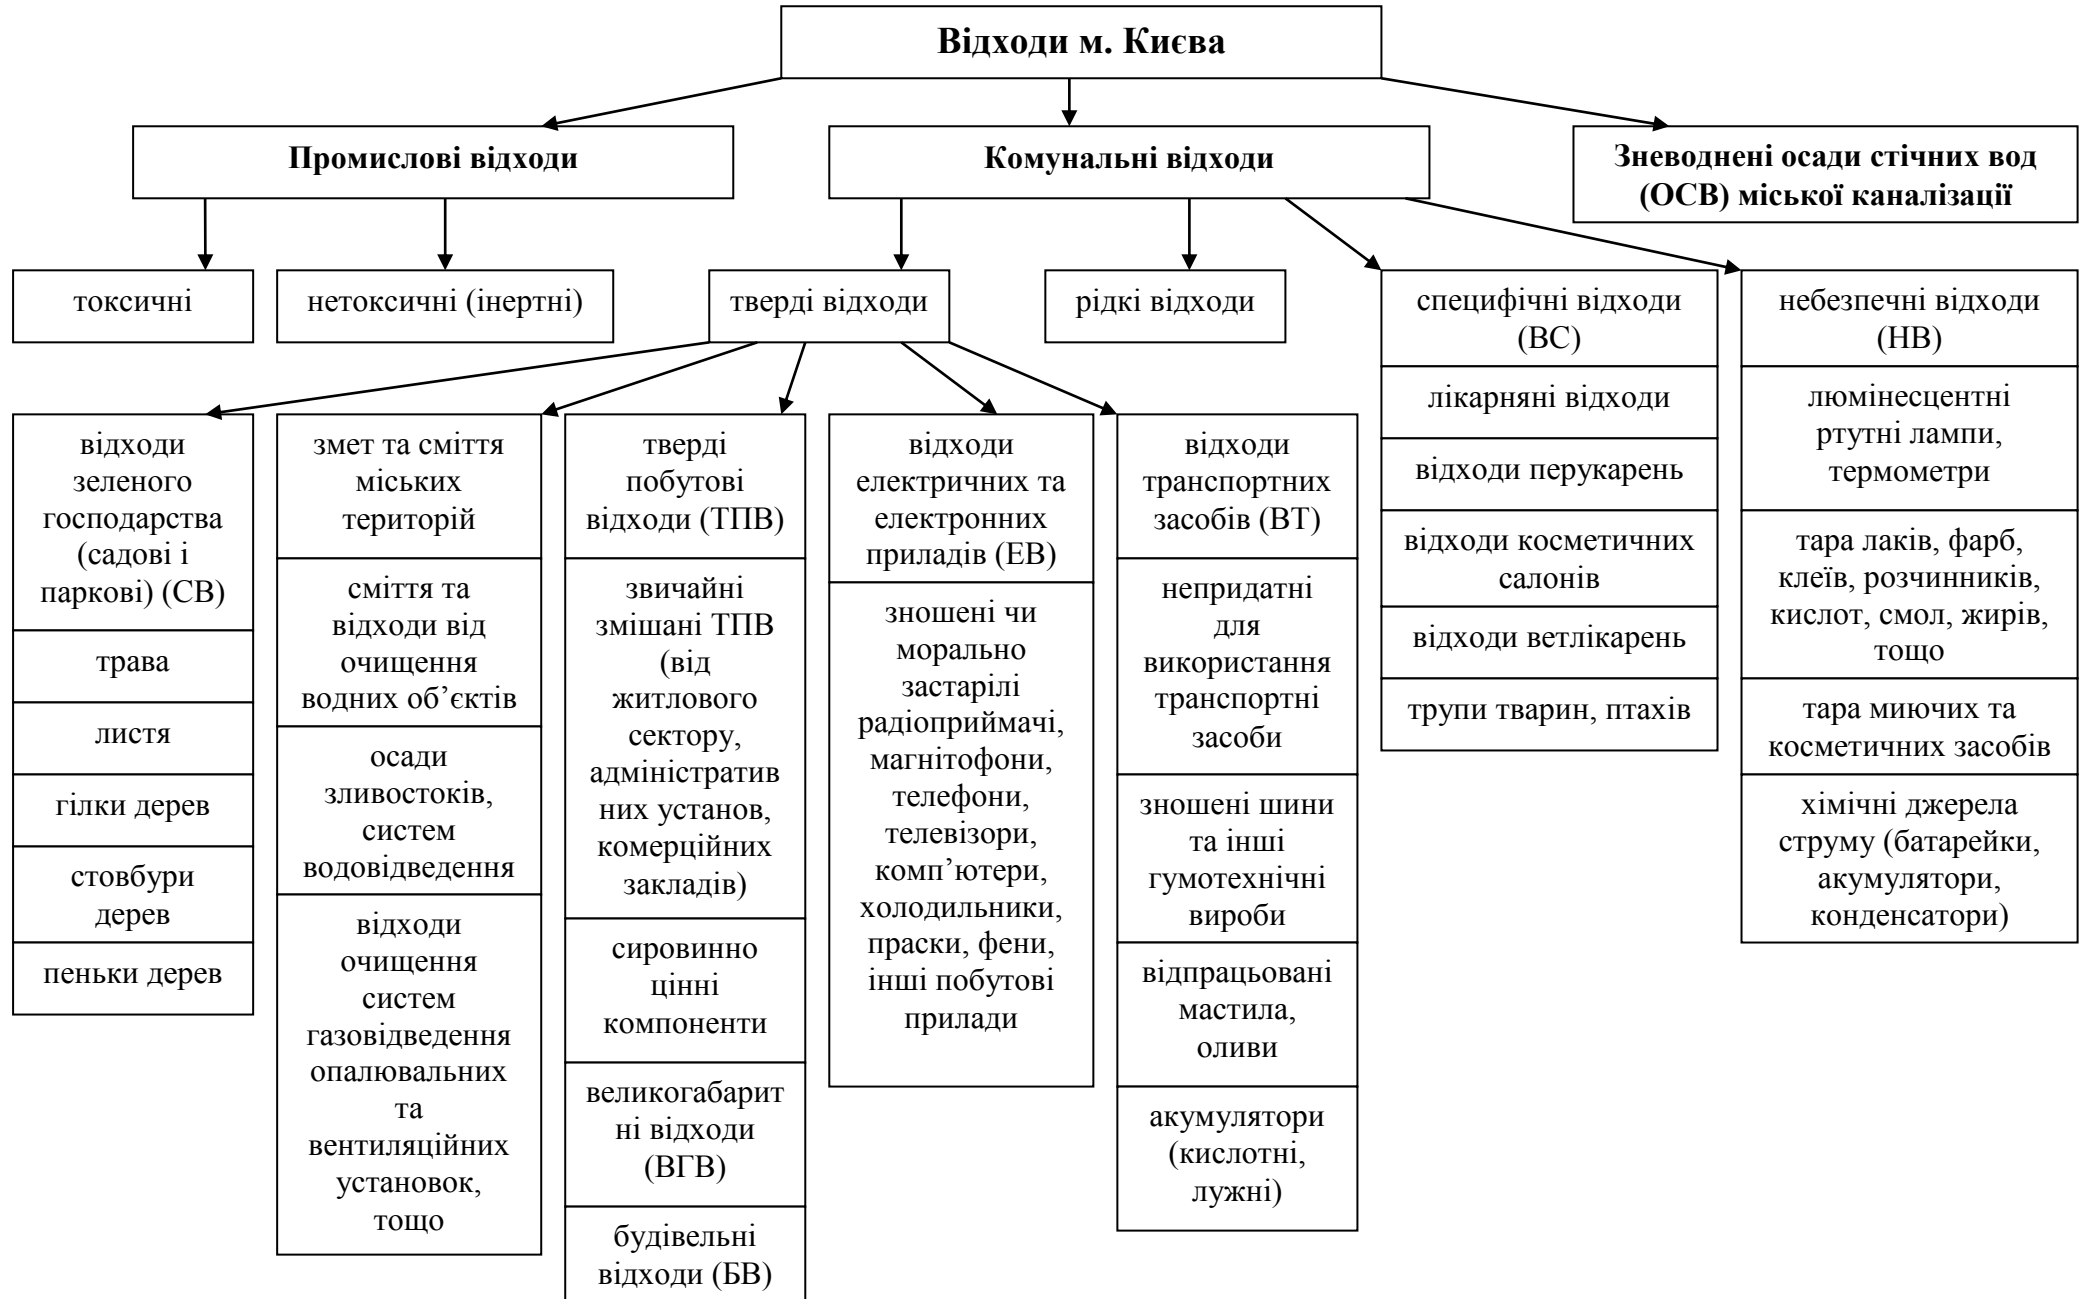 Відходи м. Києва
Промислові відходи
Комунальні відходи
Зневоднені осади стічних вод
(ОСВ) міської каналізації
токсичні
нетоксичні (інертні)
тверді відходи
рідкі відходи
специфічні відходи
(ВС)
лікарняні відходи
відходи перукарень
відходи косметичних
салонів
відходи ветлікарень
трупи тварин, птахів
небезпечні відходи
(НВ)
люмінесцентні
ртутні лампи,
термометри
тара лаків, фарб,
клеїв, розчинників,
кислот, смол, жирів,
тощо
тара миючих та
косметичних засобів
хімічні джерела
струму (батарейки,
акумулятори,
конденсатори)
відходи
зеленого
господарства
(садові і
паркові) (СВ)
трава
листя
гілки дерев
стовбури
дерев
пеньки дерев
змет та сміття
міських
територій
сміття та
відходи від
очищення
водних об’єктів
осади
зливостоків,
систем
водовідведення
відходи
очищення
систем
газовідведення
опалювальних
та
вентиляційних
установок,
тощо
тверді
побутові
відходи (ТПВ)
звичайні
змішані ТПВ
(від
житлового
сектору,
адміністратив
них установ,
комерційних
закладів)
сировинно
цінні
компоненти
великогабарит
ні відходи
(ВГВ)
будівельні
відходи (БВ)
відходи
електричних та
електронних
приладів (ЕВ)
зношені чи
морально
застарілі
радіоприймачі,
магнітофони,
телефони,
телевізори,
комп’ютери,
холодильники,
праски, фени,
інші побутові
прилади
відходи
транспортних
засобів (ВТ)
непридатні
для
використання
транспортні
засоби
зношені шини
та інші
гумотехнічні
вироби
відпрацьовані
мастила,
оливи
акумулятори
(кислотні,
лужні)